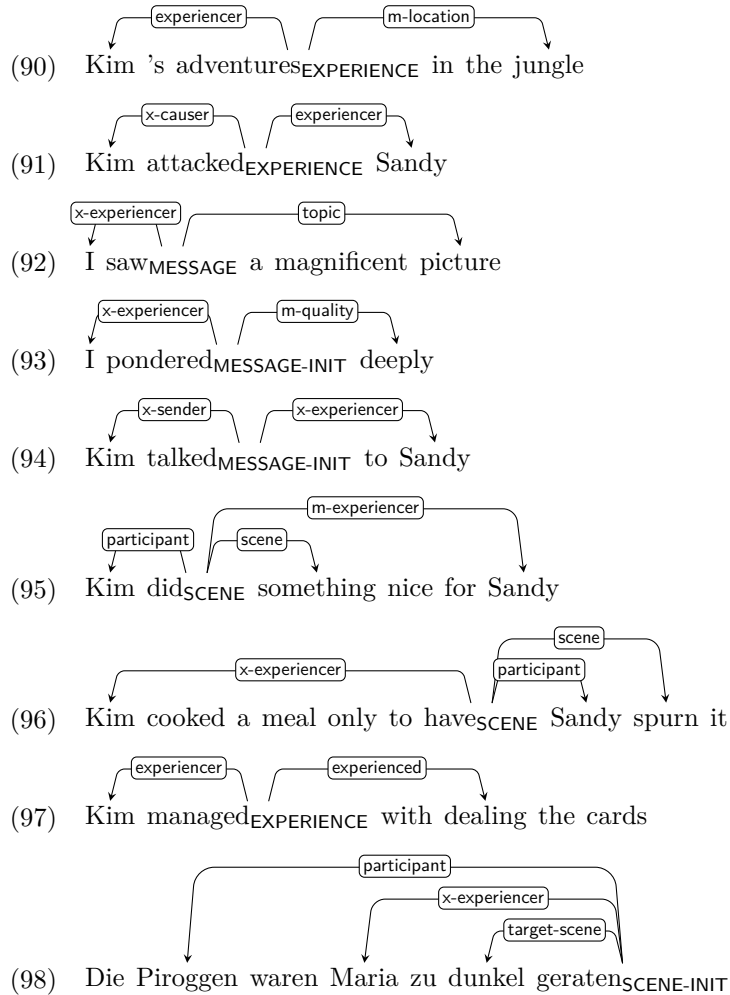 experiencer m-location
(90) Kim 's adventuresEXPERIENCE in the jungle
x-causer experiencer
(91) Kim attackedEXPERIENCE Sandy
x-experiencer topic
(92) I sawMESSAGE a magnificent picture
x-experiencer m-quality
(93) I ponderedMESSAGE-INIT deeply
x-sender x-experiencer
(94) Kim talkedMESSAGE-INIT to Sandy
m-experiencer
participant scene
(95) Kim didSCENE something nice for Sandy
scene
x-experiencer participant
(96) Kim cooked a meal only to haveSCENE Sandy spurn it
experiencer experienced
(97) Kim managedEXPERIENCE with dealing the cards
participant
x-experiencer
target-scene
(98) Die Piroggen waren Maria zu dunkel geratenSCENE-INIT